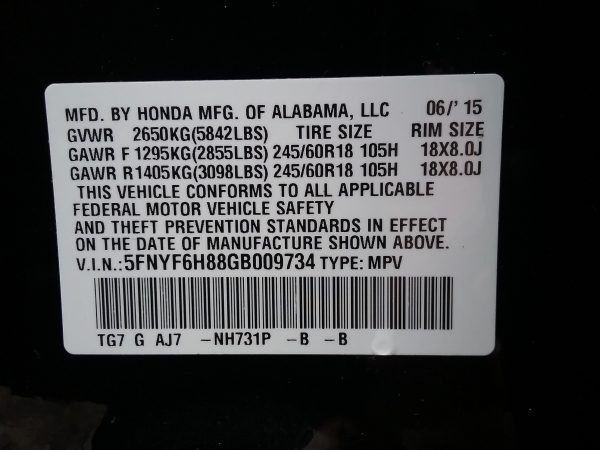 MFD. BY HONDA MFG. OF ALABAMA, LLC 06/' 15
GVWR 2650KG(5842LBS) TIRE SIZE RIM SIZE
GAWR F 1295KG(2855LBS) 245/60R18 105H 18X8.0J
GAWR R1405KG(3098LBS) 245/60R18 105H 18X8.0J
THIS VEHICLE CONFORMS TO ALL APPLICABLE
FEDERAL MOTOR VEHICLE SAFETY
AND THEFT PREVENTION STANDARDS IN EFFECT
ON THE DATE OF MANUFACTURE SHOWN ABOVE.
V.I.N.:5FNYF6H88GB009734 TYPE: MPV
TG7 G AJ7 -NH731P -B -B